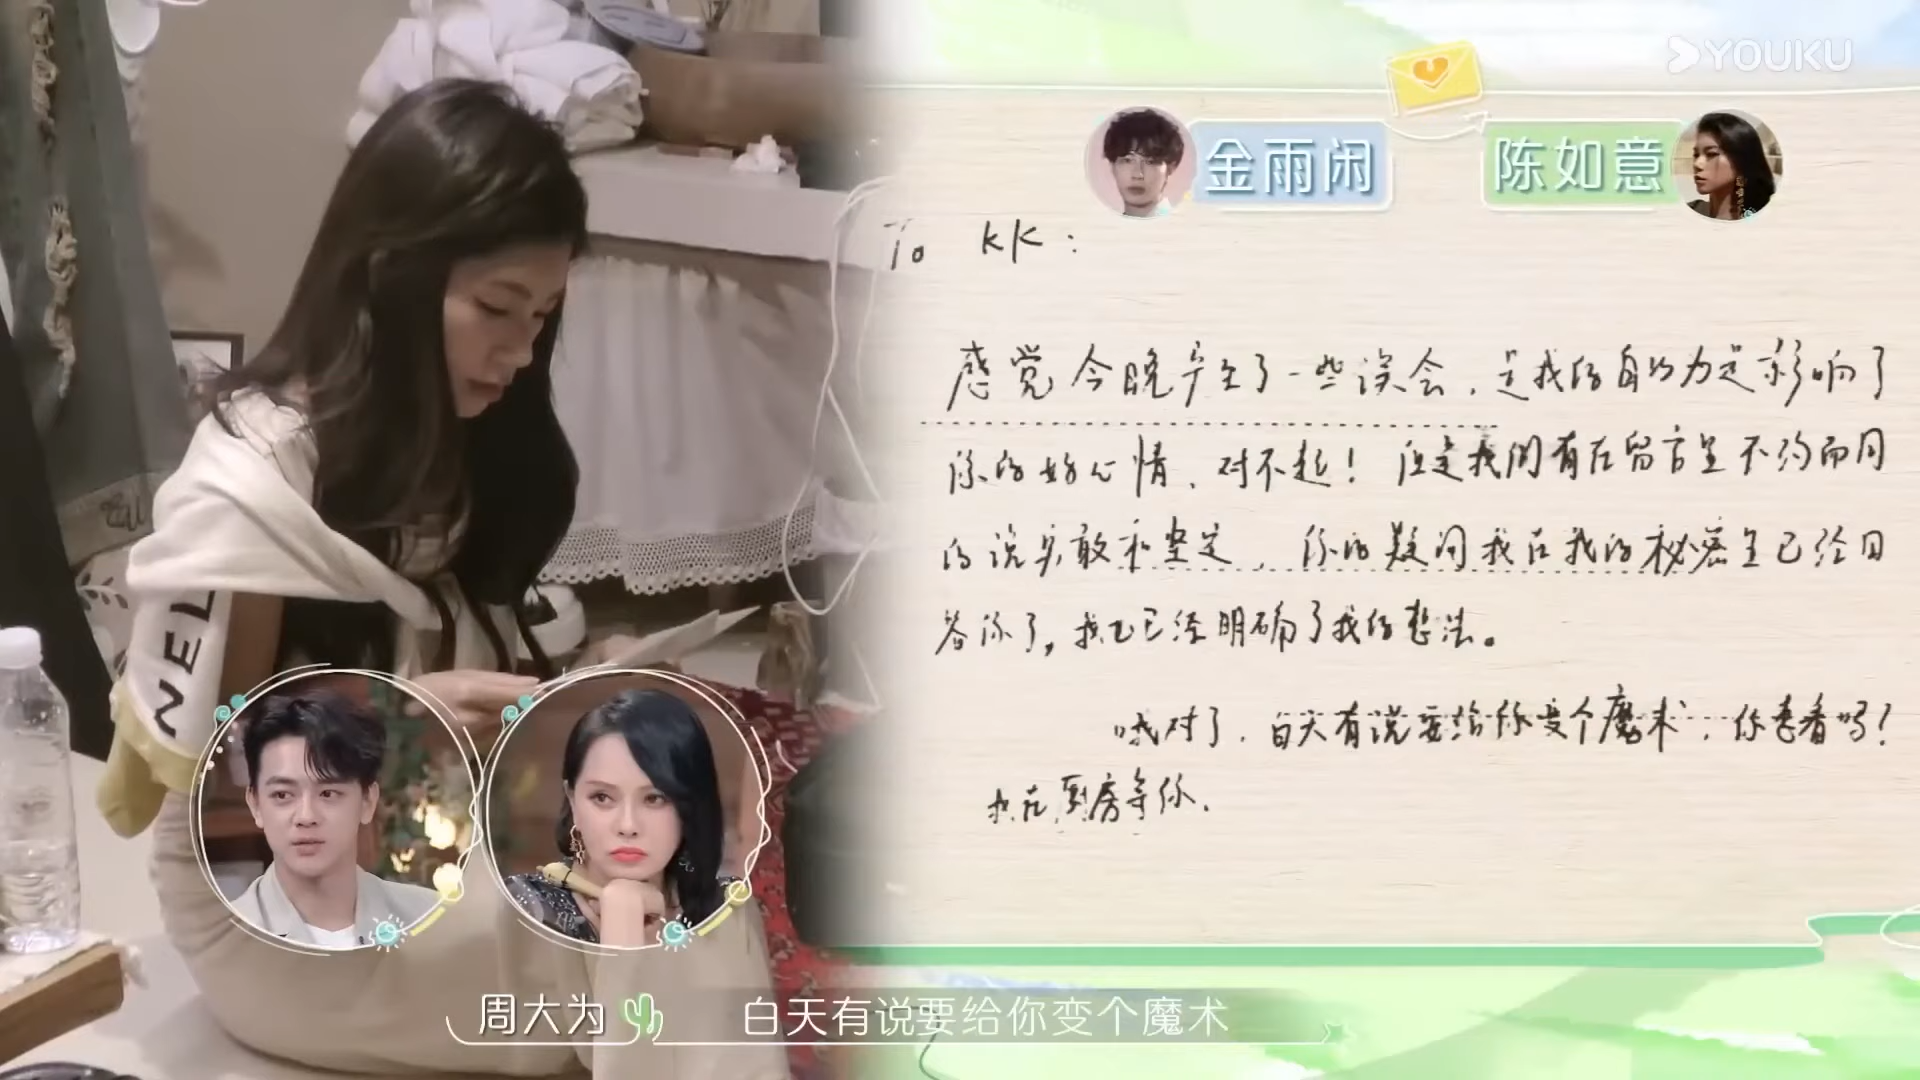 YOUKU
金雨闲
陈如意
To KK：
感觉今晚产生了一些误会，是我的自以为是影响了
你的好心情，对不起！但是我们有在留言里不约而同
的说勇敢和坚定，你的疑问我在我的秘密里已经回
答你了，我已经明确了我的想法。
哦对了，白天有说要给你变个魔术，你要看吗？
我在厨房等你.
NEL
周大为 白天有说要给你变个魔术